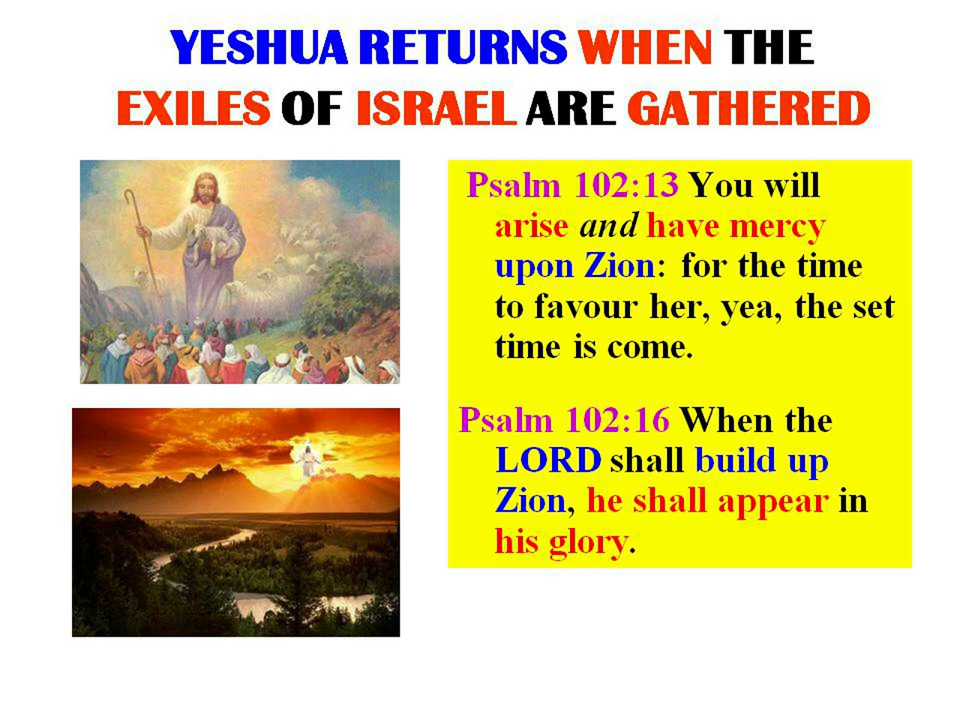 YESHUA RETURNS WHEN THE
EXILES OF ISRAEL ARE GATHERED
Psalm 102:13 You will
arise and have mercy
upon Zion: for the time
to favour her, yea, the set
time is come.
Psalm 102:16 When the
LORD shall build up
Zion, he shall appear in
his glory.